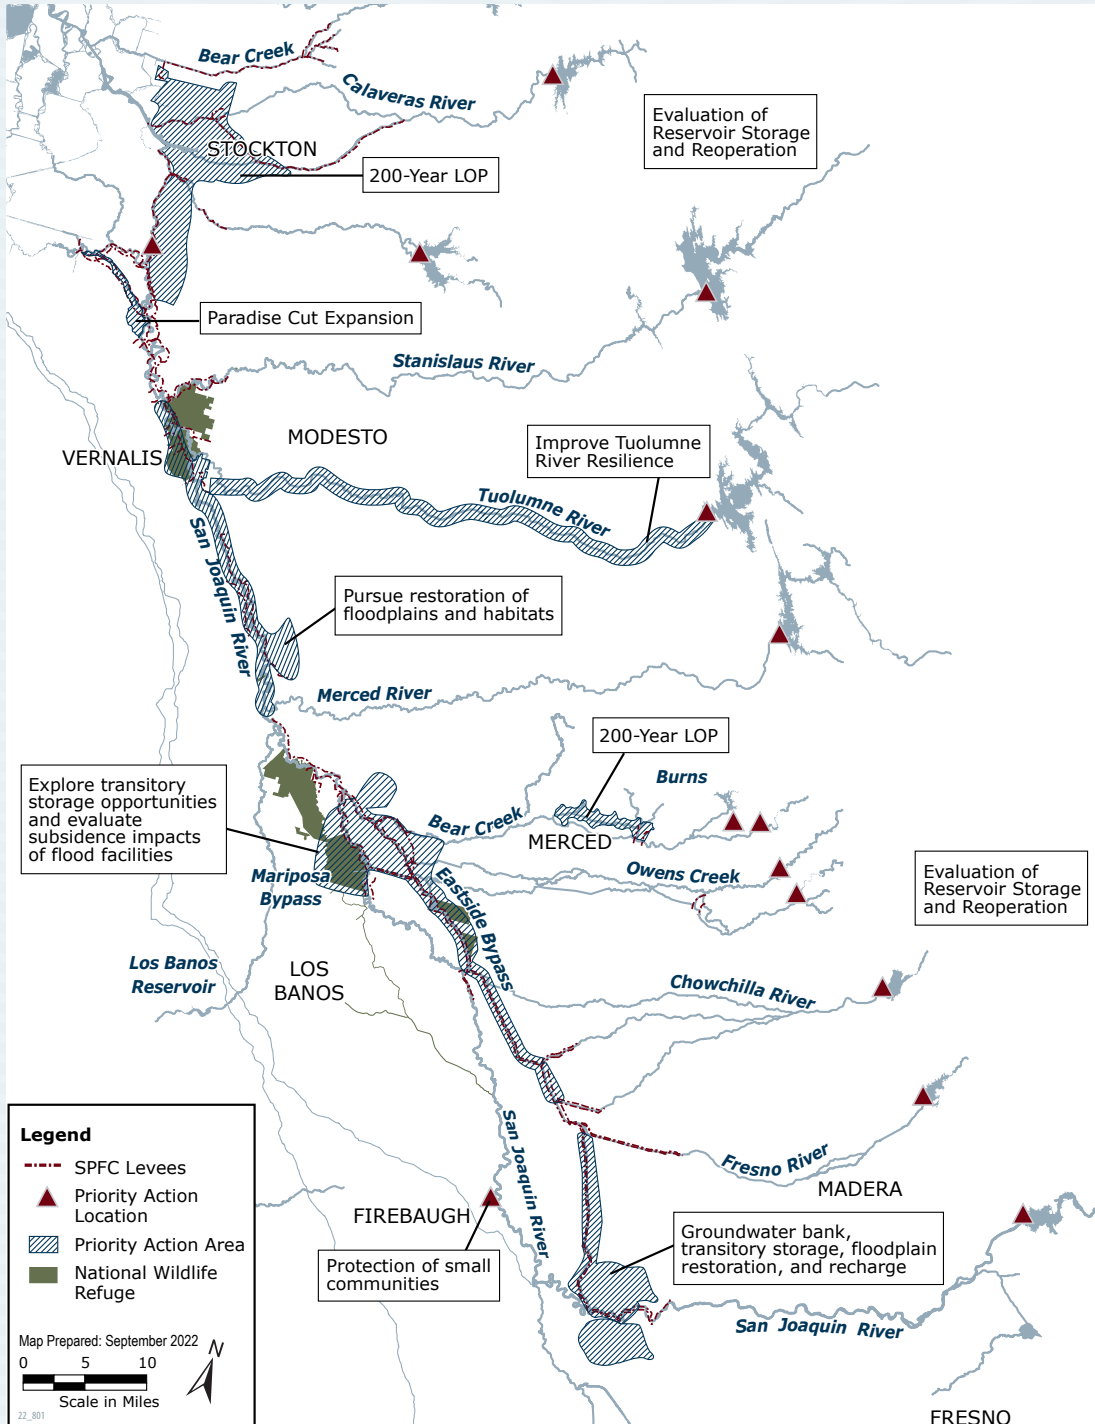 Bear Creek
Calaveras River
Evaluation of
Reservoir Storage
and Reoperation
STOCKTON
200-Year LOP
Paradise Cut Expansion
Stanislaus River
MODESTO
VERNALIS
Improve Tuolumne
River Resilience
Tuolumne River
San Joaquin River
Pursue restoration of
floodplains and habitats
Merced River
200-Year LOP
Burns
Explore transitory
storage opportunities
and evaluate
subsidence impacts
of flood facilities
Bear Creek
MERCED
Owens Creek
Mariposa
Bypass
Eastside Bypass
Evaluation of
Reservoir Storage
and Reoperation
Los Banos
Reservoir
LOS
BANOS
Chowchilla River
San Joaquin River
Fresno River
MADERA
FIREBAUGH
Protection of small
communities
Groundwater bank,
transitory storage, floodplain
restoration, and recharge
San Joaquin River
FRESNO
Legend
SPFC Levees
Priority Action
Location
Priority Action Area
National Wildlife
Refuge
Map Prepared: September 2022
N
0 5 10
Scale in Miles
22_801